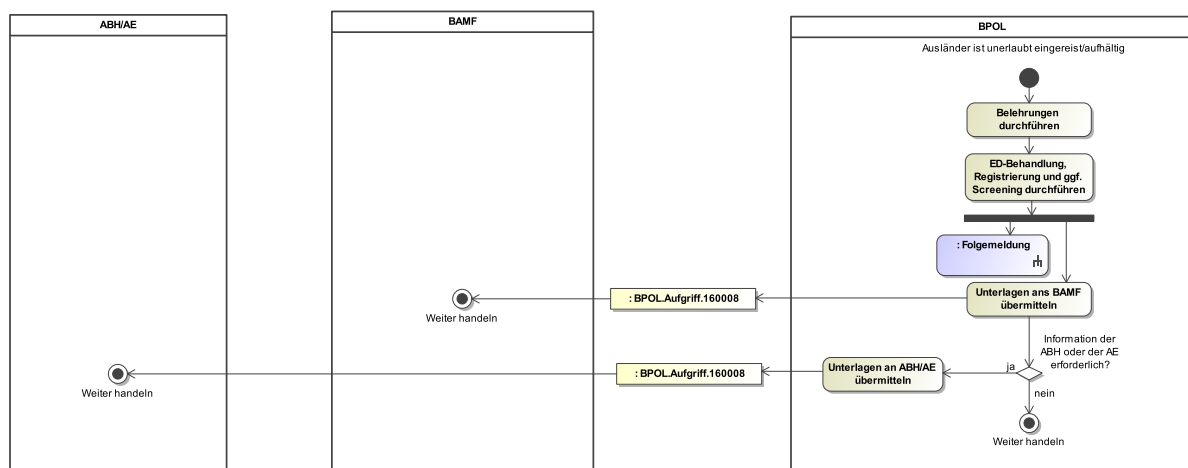 ABH/AE
BAMF
BPOL
Ausländer ist unerlaubt eingereist/aufhältig
Belehrungen
durchführen
ED-Behandlung,
Registrierung und ggf.
Screening durchführen
: Folgemeldung
Unterlagen ans BAMF
übermitteln
: BPOL.Aufgriff.160008
Weiter handeln
Information der
ABH oder der AE
erforderlich?
ja
nein
Unterlagen an ABH/AE
übermitteln
: BPOL.Aufgriff.160008
Weiter handeln
Weiter handeln